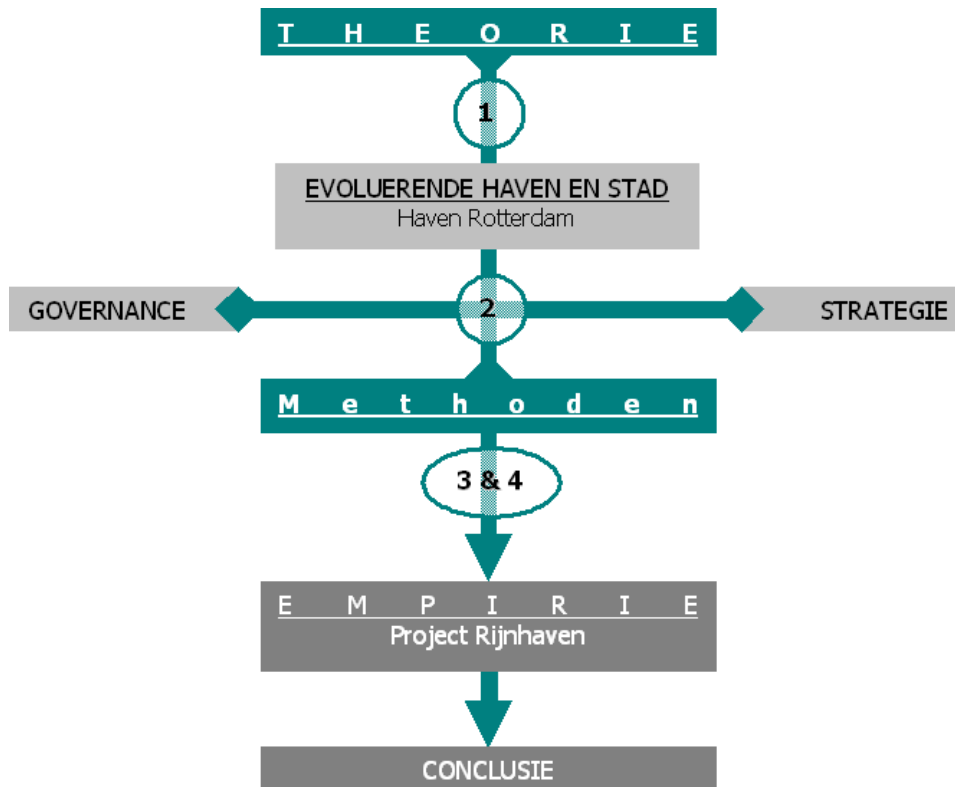 T H E O R I E
1
EVOLUERENDE HAVEN EN STAD
Haven Rotterdam
GOVERNANCE
2
STRATEGIE
M e t h o d e n
3 & 4
E M P I R I E
Project Rijnhaven
CONCLUSIE